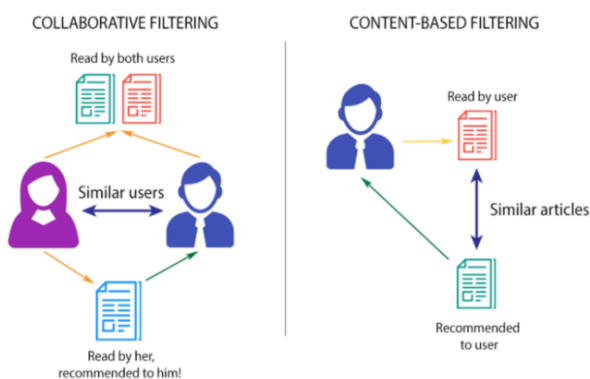 COLLABORATIVE FILTERING
Read by both users
Similar users
Read by her,
recommended to him!
CONTENT-BASED FILTERING
Read by user
Similar articles
Recommended
to user